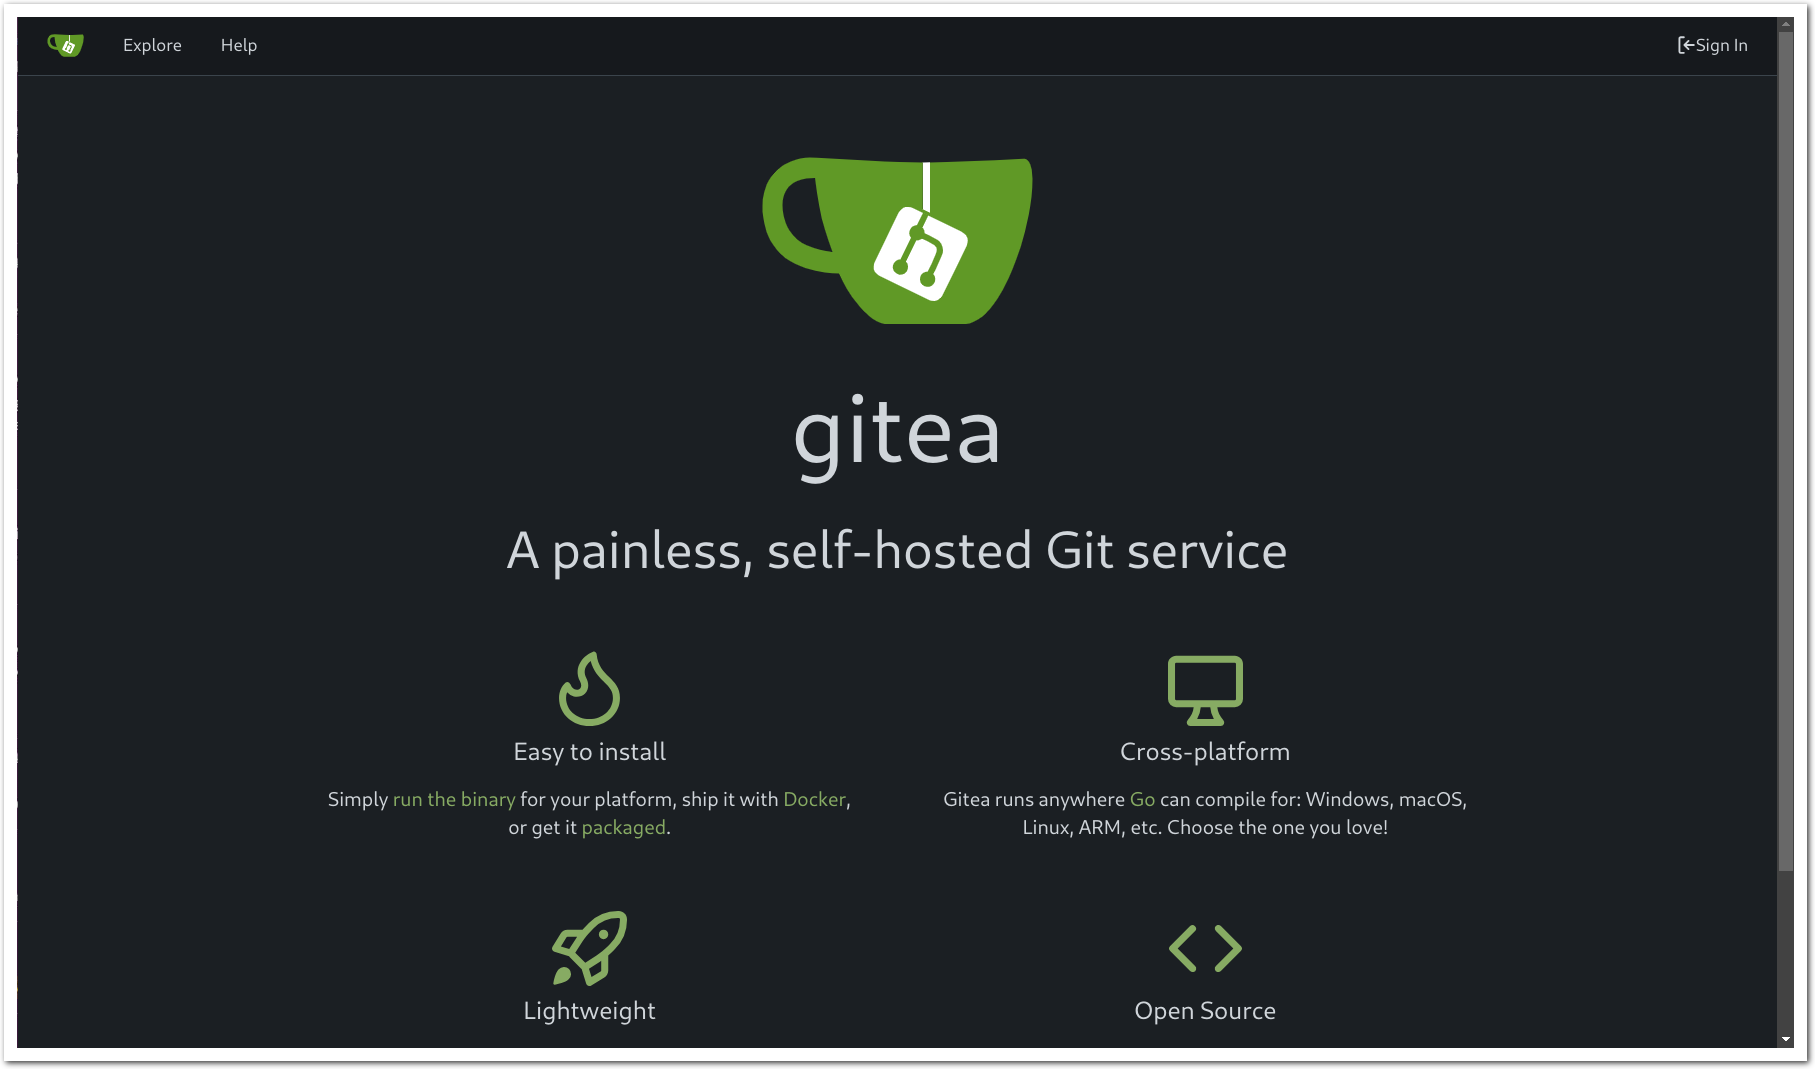 Explore
Help
Sign In
gitea
A painless, self-hosted Git service
Easy to install
Simply run the binary for your platform, ship it with Docker,
or get it packaged.
Cross-platform
Gitea runs anywhere Go can compile for: Windows, macOS,
Linux, ARM, etc. Choose the one you love!
Lightweight
Open Source